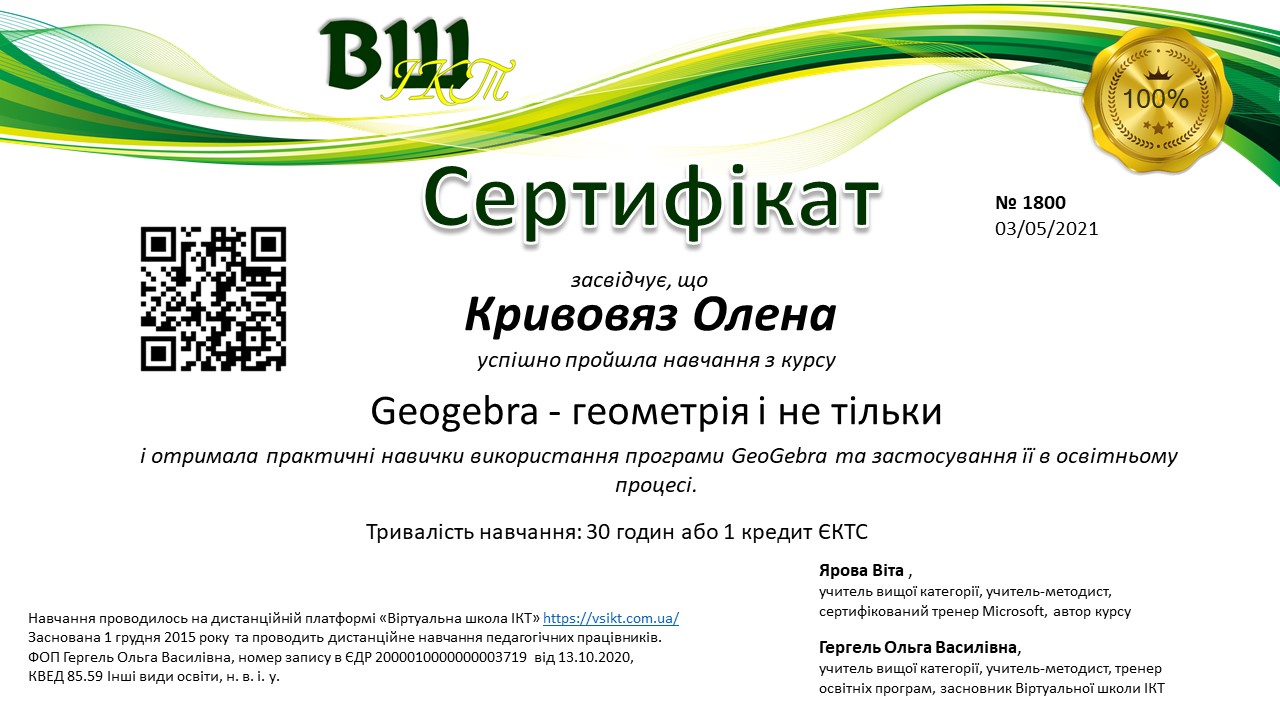 ВШ
ІКТ
100%
Сертифікат
№ 1800
03/05/2021
засвідчує, що
Кривовяз Олена
успішно пройшла навчання з курсу
Geogebra - геометрія і не тільки
і отримала практичні навички використання програми GeoGebra та застосування її в освітньому
процесі.
Тривалість навчання: 30 годин або 1 кредит ЄКТС
Ярова Віта ,
учитель вищої категорії, учитель-методист,
сертифікований тренер Microsoft, автор курсу
Гергель Ольга Василівна,
учитель вищої категорії, учитель-методист, тренер
освітніх програм, засновник Віртуальної школи ІКТ
Навчання проводилось на дистанційній платформі «Віртуальна школа ІКТ» https://vsikt.com.ua/
Заснована 1 грудня 2015 року та проводить дистанційне навчання педагогічних працівників.
ФОП Гергель Ольга Василівна, номер запису в ЄДР 2000010000000003719 від 13.10.2020,
КВЕД 85.59 Інші види освіти, н. в. і. у.